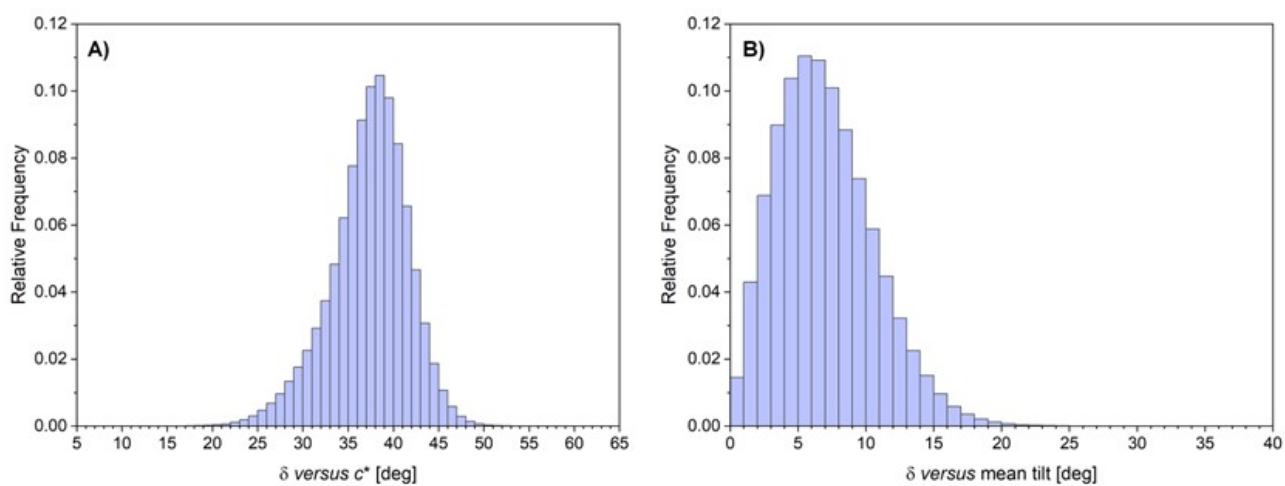 A)
0.12
0.10
0.08
0.06
0.04
0.02
0.00
Relative Frequency
5 10 15 20 25 30 35 40 45 50 55 60 65
δ versus c* [deg]
B)
0.12
0.10
0.08
0.06
0.04
0.02
0.00
Relative Frequency
0 5 10 15 20 25 30 35 40
δ versus mean tilt [deg]